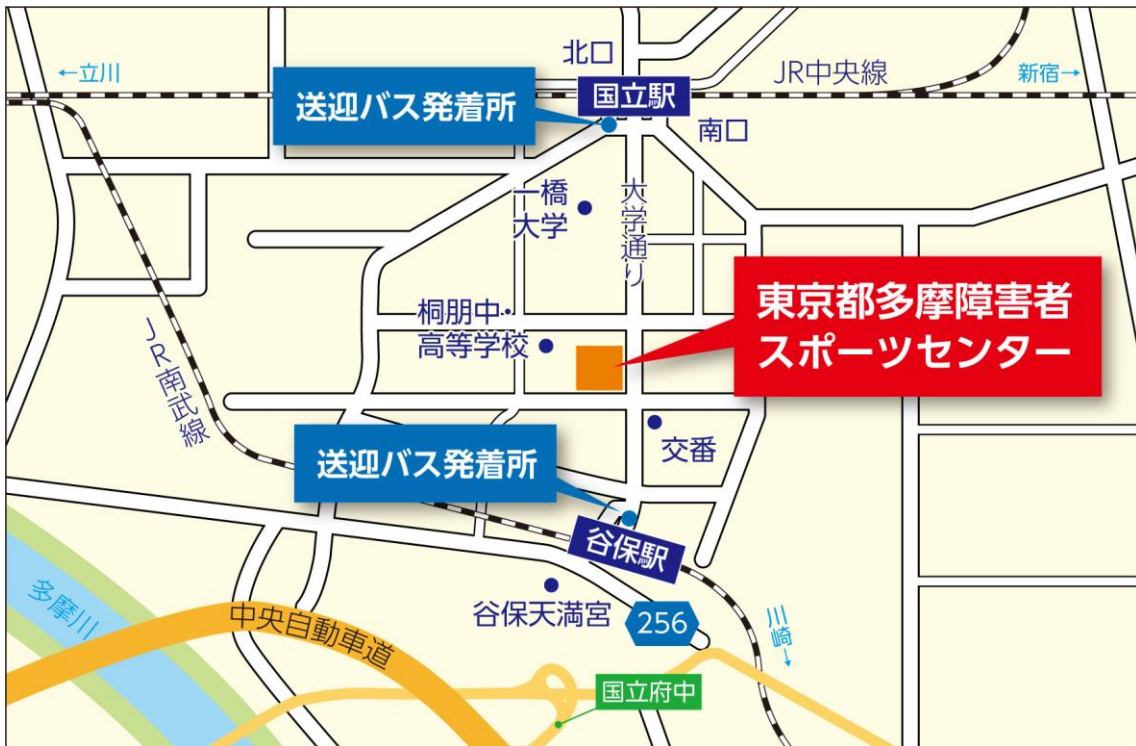 北口
←立川
JR中央線
新宿→
国立駅
送迎バス発着所
南口
一橋
大学
大学通り
東京都多摩障害者
スポーツセンター
桐朋中・
高等学校
JR南武線
交番
送迎バス発着所
谷保駅
多摩川
谷保天満宮
256
川崎→
中央自動車道
国立府中